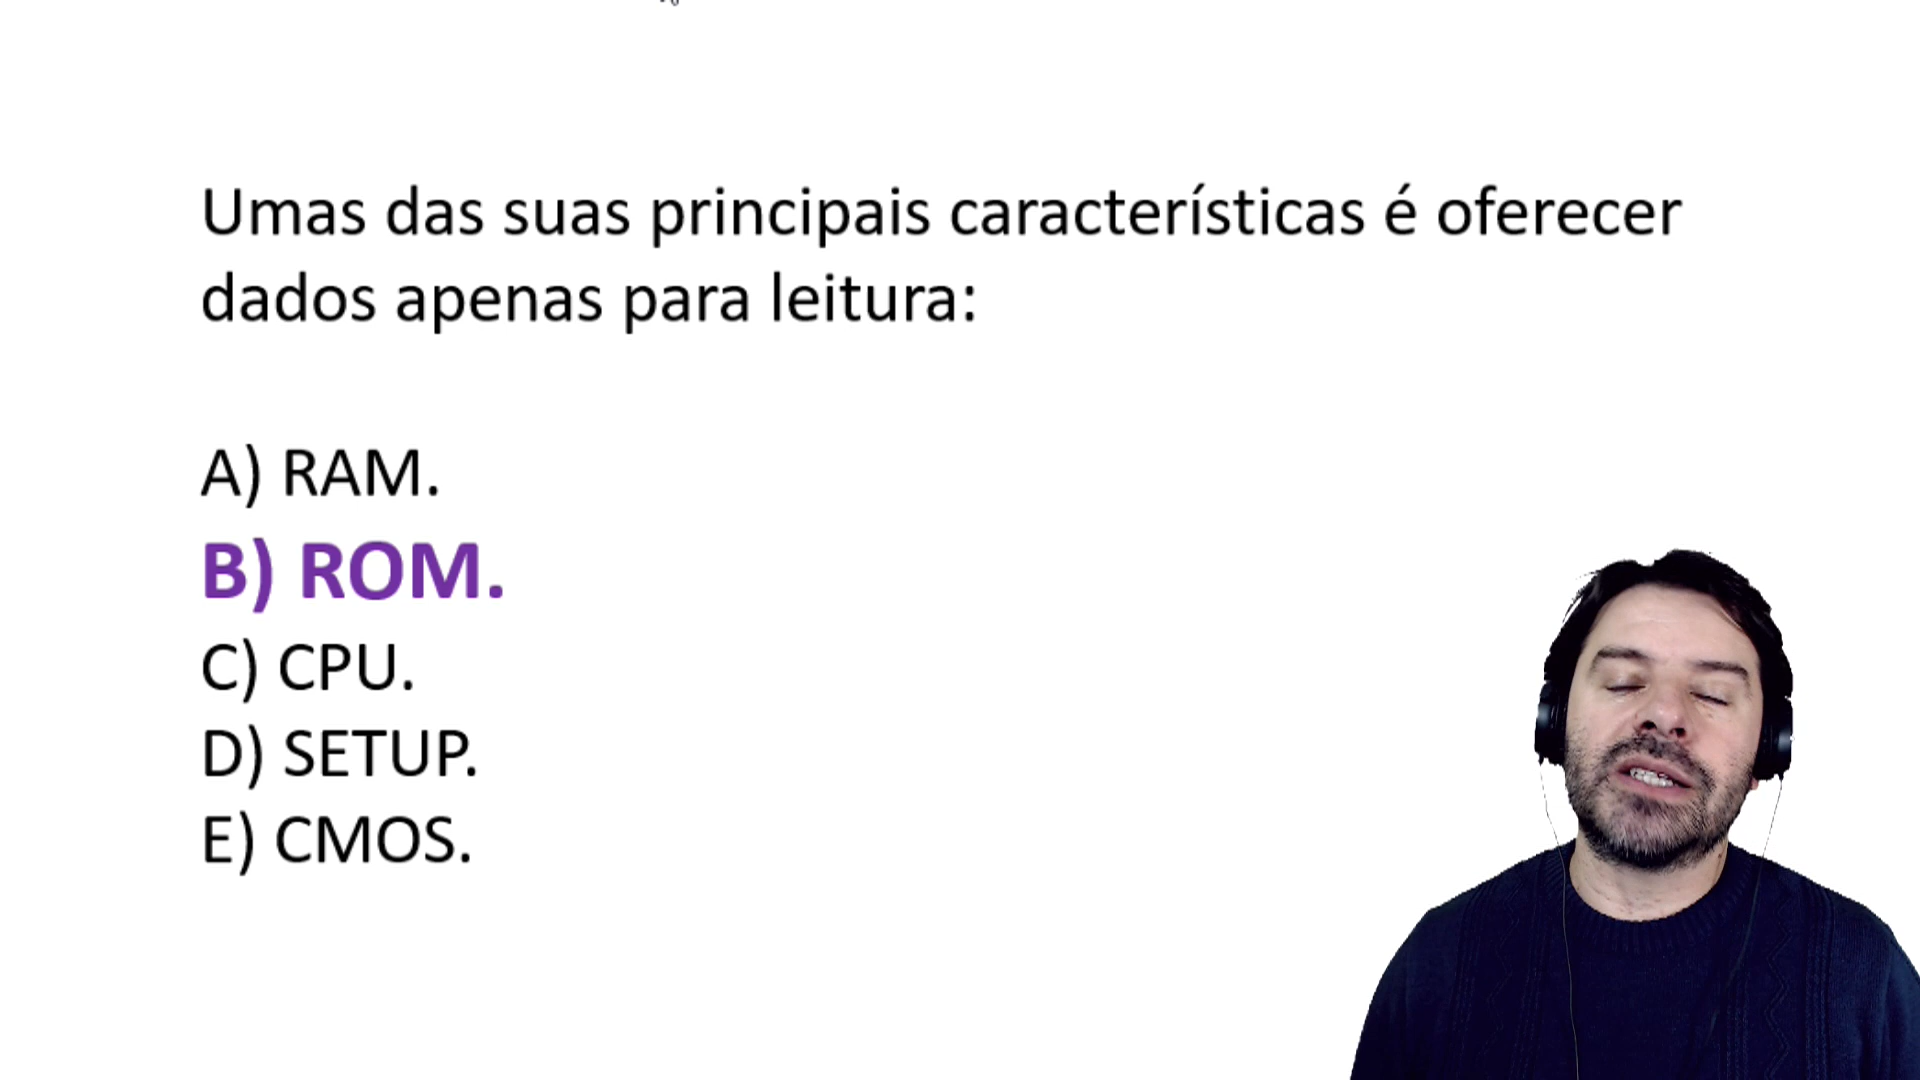 Umas das suas principais características é oferecer
dados apenas para leitura:
A) RAM.
B) ROM.
C) CPU.
D) SETUP.
E) CMOS.